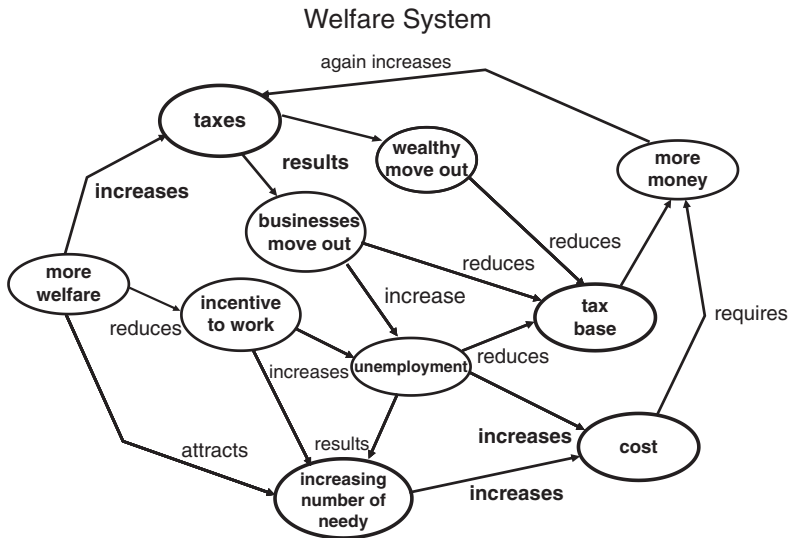 Welfare System
again increases
taxes
wealthy
move out
more
money
results
increases
businesses
move out
reduces
reduces
more
welfare
incentive
to work
increase
tax
base
requires
reduces
unemployment
reduces
increases
increases
cost
attracts
results
increasing
number of
needy
increases